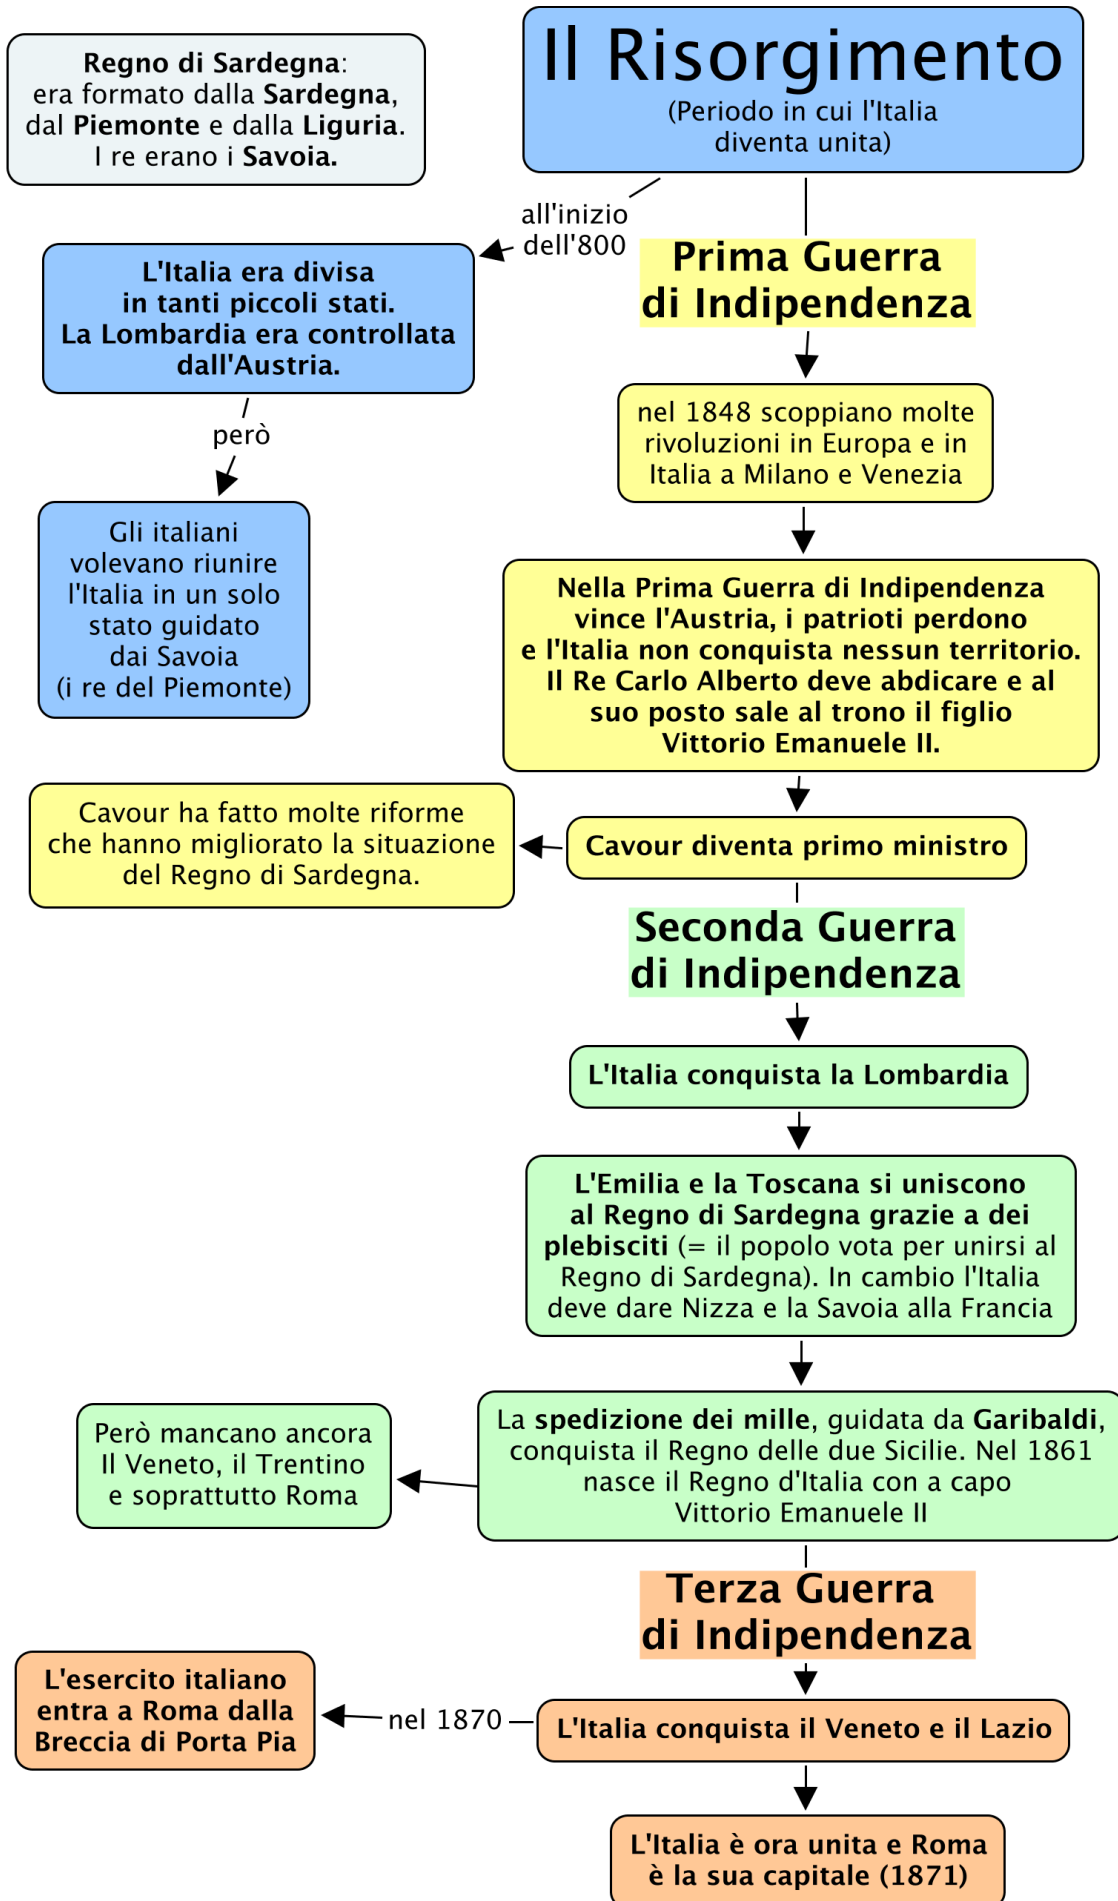 Il Risorgimento
(Periodo in cui l'Italia
diventa unita)
Regno di Sardegna:
era formato dalla Sardegna,
dal Piemonte e dalla Liguria.
I re erano i Savoia.
all'inizio
dell'800
L'Italia era divisa
in tanti piccoli stati.
La Lombardia era controllata
dall'Austria.
però
Gli italiani
volevano riunire
l'Italia in un solo
stato guidato
dai Savoia
(i re del Piemonte)
Prima Guerra
di Indipendenza
nel 1848 scoppiano molte
rivoluzioni in Europa e in
Italia a Milano e Venezia
Nella Prima Guerra di Indipendenza
vince l'Austria, i patrioti perdono
e l'Italia non conquista nessun territorio.
Il Re Carlo Alberto deve abdicare e al
suo posto sale al trono il figlio
Vittorio Emanuele II.
Cavour diventa primo ministro
Cavour ha fatto molte riforme
che hanno migliorato la situazione
del Regno di Sardegna.
Seconda Guerra
di Indipendenza
L'Italia conquista la Lombardia
L'Emilia e la Toscana si uniscono
al Regno di Sardegna grazie a dei
plebisciti (= il popolo vota per unirsi al
Regno di Sardegna). In cambio l'Italia
deve dare Nizza e la Savoia alla Francia
La spedizione dei mille, guidata da Garibaldi,
conquista il Regno delle due Sicilie. Nel 1861
nasce il Regno d'Italia con a capo
Vittorio Emanuele II
Però mancano ancora
Il Veneto, il Trentino
e soprattutto Roma
Terza Guerra
di Indipendenza
L'Italia conquista il Veneto e il Lazio
nel 1870
L'esercito italiano
entra a Roma dalla
Breccia di Porta Pia
L'Italia è ora unita e Roma
è la sua capitale (1871)